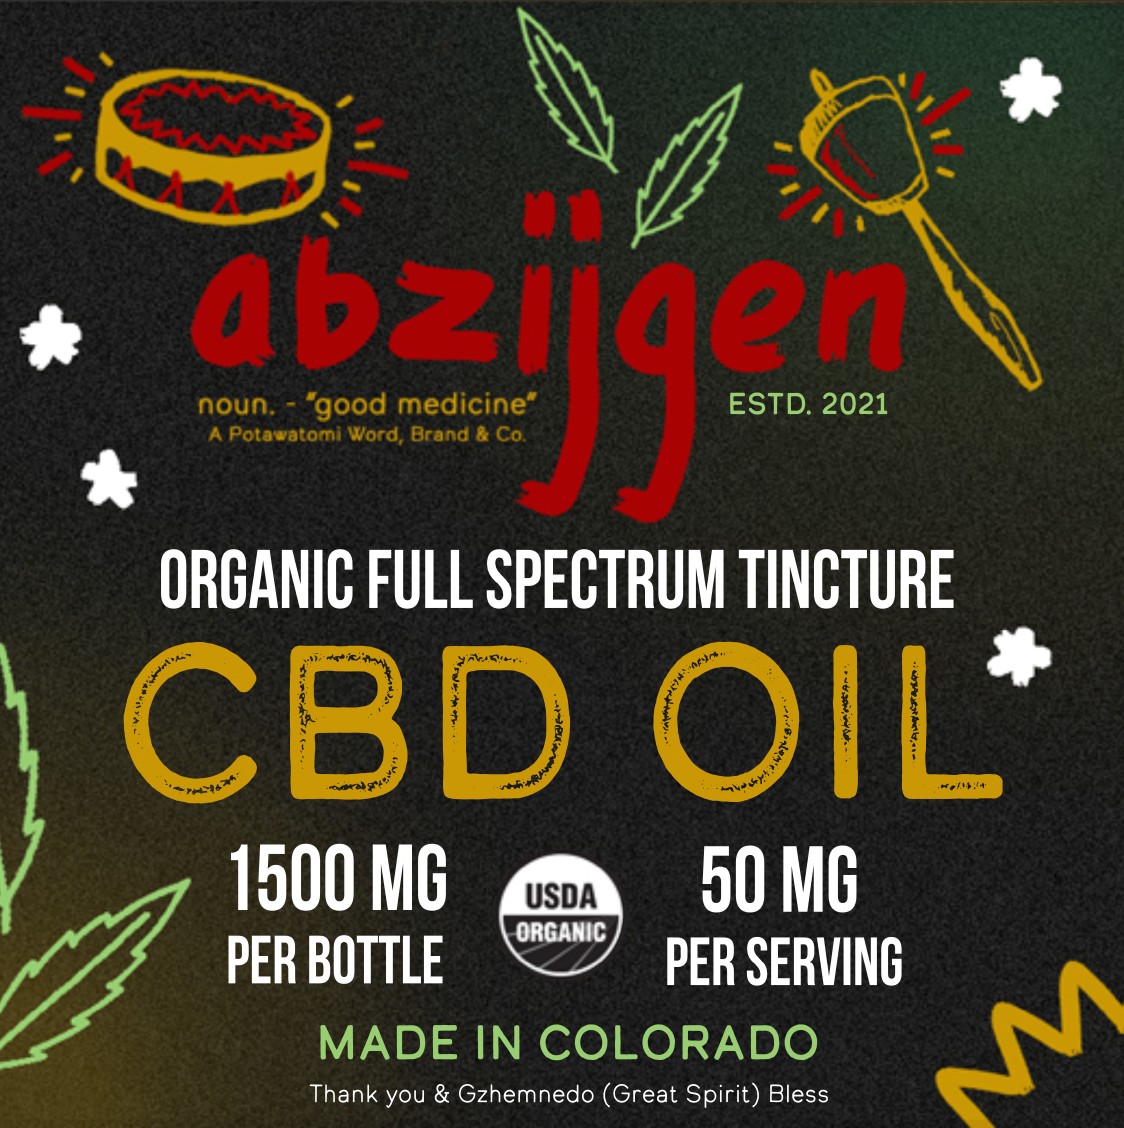 abzijgen
noun. - "good medicine"
ESTD. 2021
A Potawatomi Word, Brand & Co.
ORGANIC FULL SPECTRUM TINCTURE
CBD OIL
1500 MG
PER BOTTLE
USDA
ORGANIC
50 MG
PER SERVING
MADE IN COLORADO
Thank you & Gzhemnedo (Great Spirit) Bless